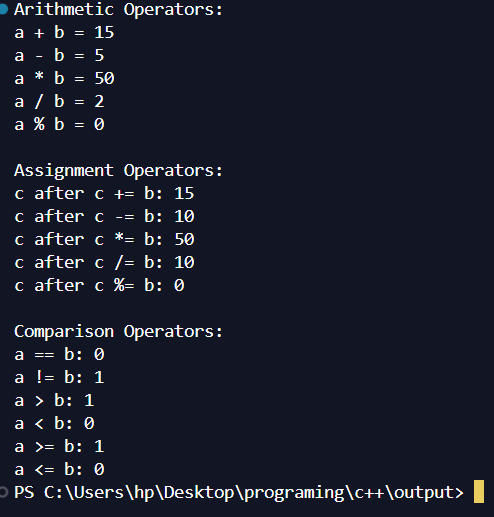 Arithmetic Operators:
a + b = 15
a - b = 5
a * b = 50
a / b = 2
a % b = 0
Assignment Operators:
c after c += b: 15
c after c -= b: 10
c after c *= b: 50
c after c /= b: 10
c after c %= b: 0
Comparison Operators:
a == b: 0
a != b: 1
a > b: 1
a < b: 0
a >= b: 1
a <= b: 0
PS C:\Users\hp\Desktop\programing\c++\output>